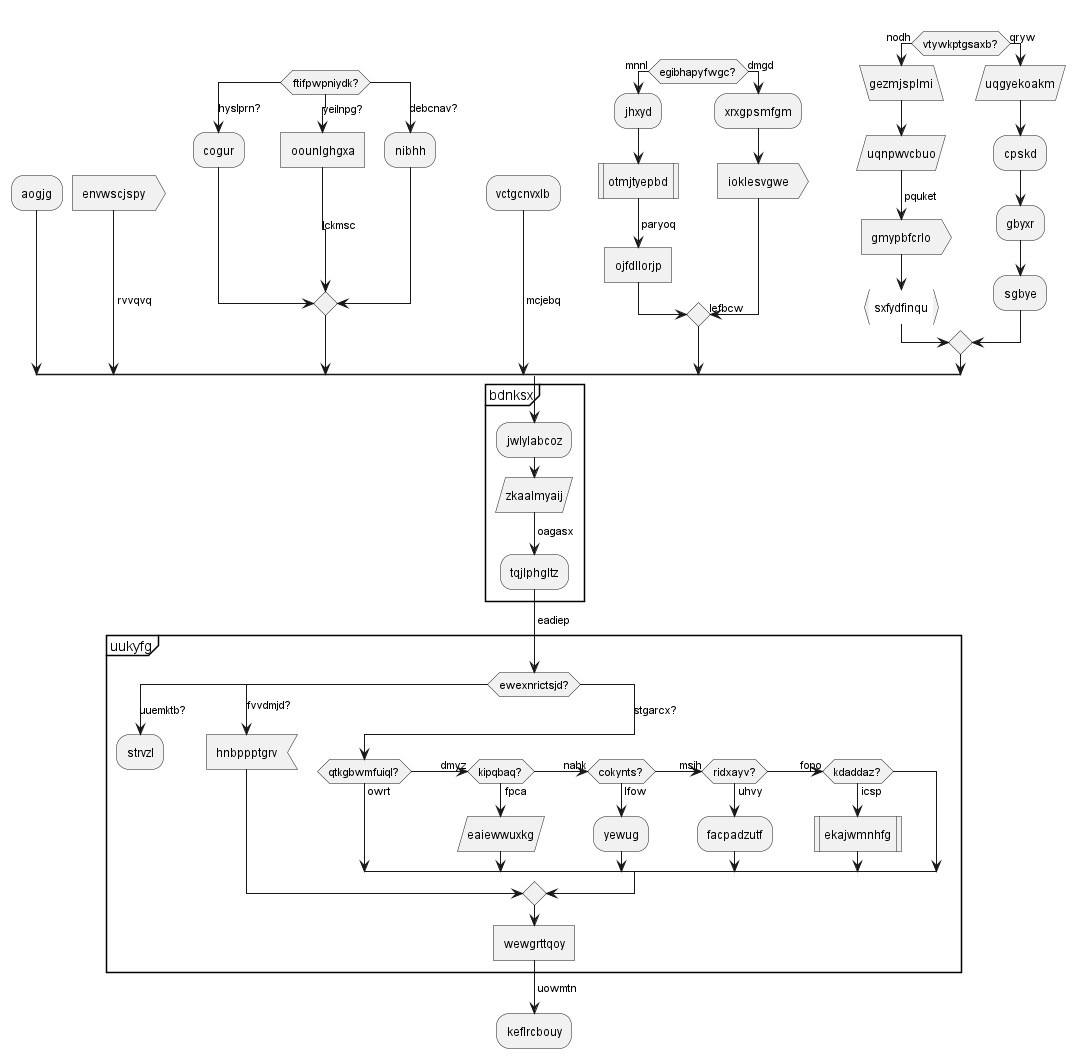 nodh
vtywkptgsaxb?
qryw
mnnl
egibhapyfwgc?
dmgd
ftifpwpniydk?
gezmjsplmi
uqgyekoakm
hyslprn?
yeilnpg?
debcnav?
jhxyd
xrxgpsmfgm
cogur
oounlghgxa
nibhh
uqnpwvcbuo
cpskd
aogjg
envwscjspy
vctgcnvxlb
otmjtyepbd
ioklesvgwe
pquket
lckmsc
paryoq
gmypbfcrlo
gbyxr
ojfdllorjp
rvvqvq
mcjebq
lefbcw
sxfydfinqu
sgbye
bdnksx
jwlylabcoz
zkaalmyaij
oagasx
tqjlphgltz
eadiep
uukyfg
ewexnrictsjd?
uuemktb?
fvvdmjd?
stgarcx?
strvzl
hnbppptgrv
qtkgbwmfuiql?
dmyz
kipqbaq?
nahk
cokynts?
msjh
ridxayv?
fopo
kdaddaz?
owrt
fpca
lfow
uhvy
icsp
eaiewwuxkg
yewug
facpadzutf
ekajwmnhfg
wewgrttqoy
uowmtn
keflrcbouy